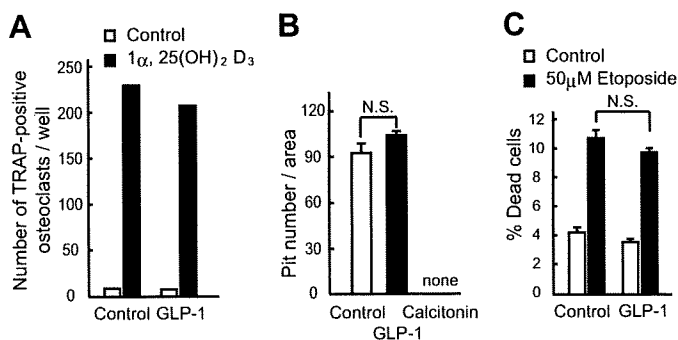 A
Control
1α, 25(OH)₂ D₃
Number of TRAP-positive
osteoclasts / well
250
200
150
100
50
0
Control GLP-1
B
Pit number / area
120
90
60
30
0
N.S.
none
Control Calcitonin
GLP-1
C
Control
50μM Etoposide
% Dead cells
12
10
8
6
4
2
0
N.S.
Control GLP-1